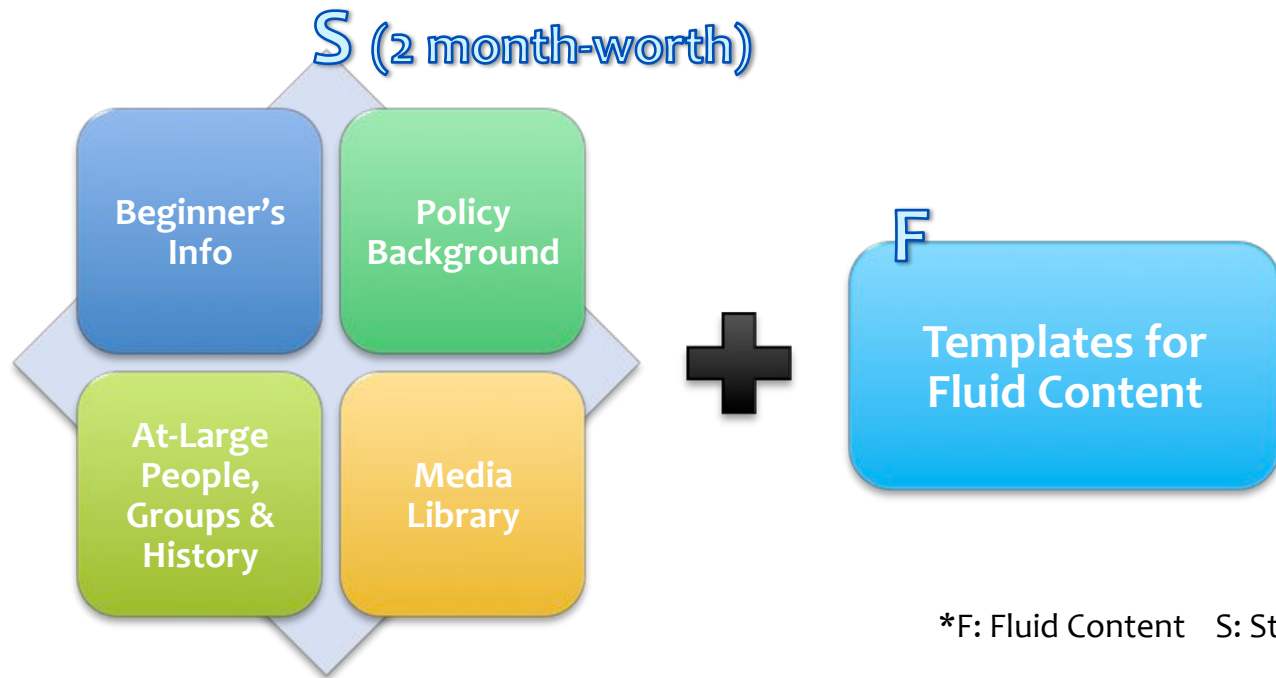 S (2 month-worth)
Beginner’s
Info
Policy
Background
At-Large
People,
Groups &
History
Media
Library
F
Templates for
Fluid Content
*F: Fluid Content S: St